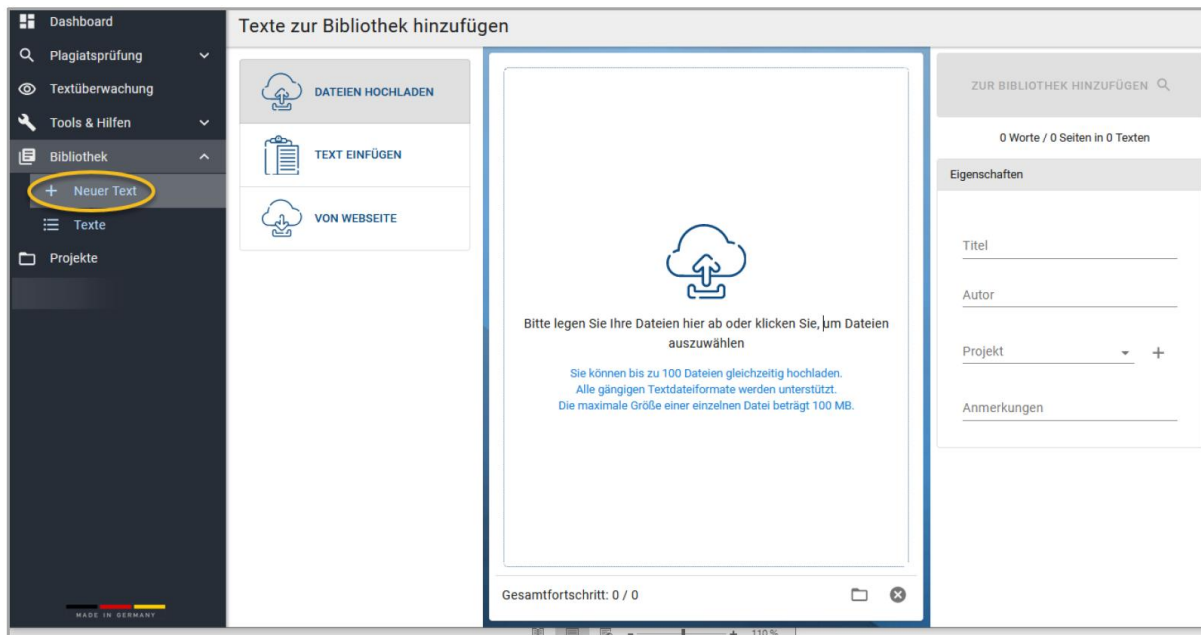 Dashboard
Plagiatsprüfung
Textüberwachung
Tools & Hilfen
Bibliothek
Neuer Text
Texte
Projekte
MADE IN GERMANY
Texte zur Bibliothek hinzufügen
DATEIEN HOCHLADEN
TEXT EINFÜGEN
VON WEBSEITE
Bitte legen Sie Ihre Dateien hier ab oder klicken Sie, um Dateien
auszuwählen
Sie können bis zu 100 Dateien gleichzeitig hochladen.
Alle gängigen Textdateiformate werden unterstützt.
Die maximale Größe einer einzelnen Datei beträgt 100 MB.
Gesamtfortschritt: 0 / 0
ZUR BIBLIOTHEK HINZUFÜGEN
0 Worte / 0 Seiten in 0 Texten
Eigenschaften
Titel
Autor
Projekt
Anmerkungen
110 %